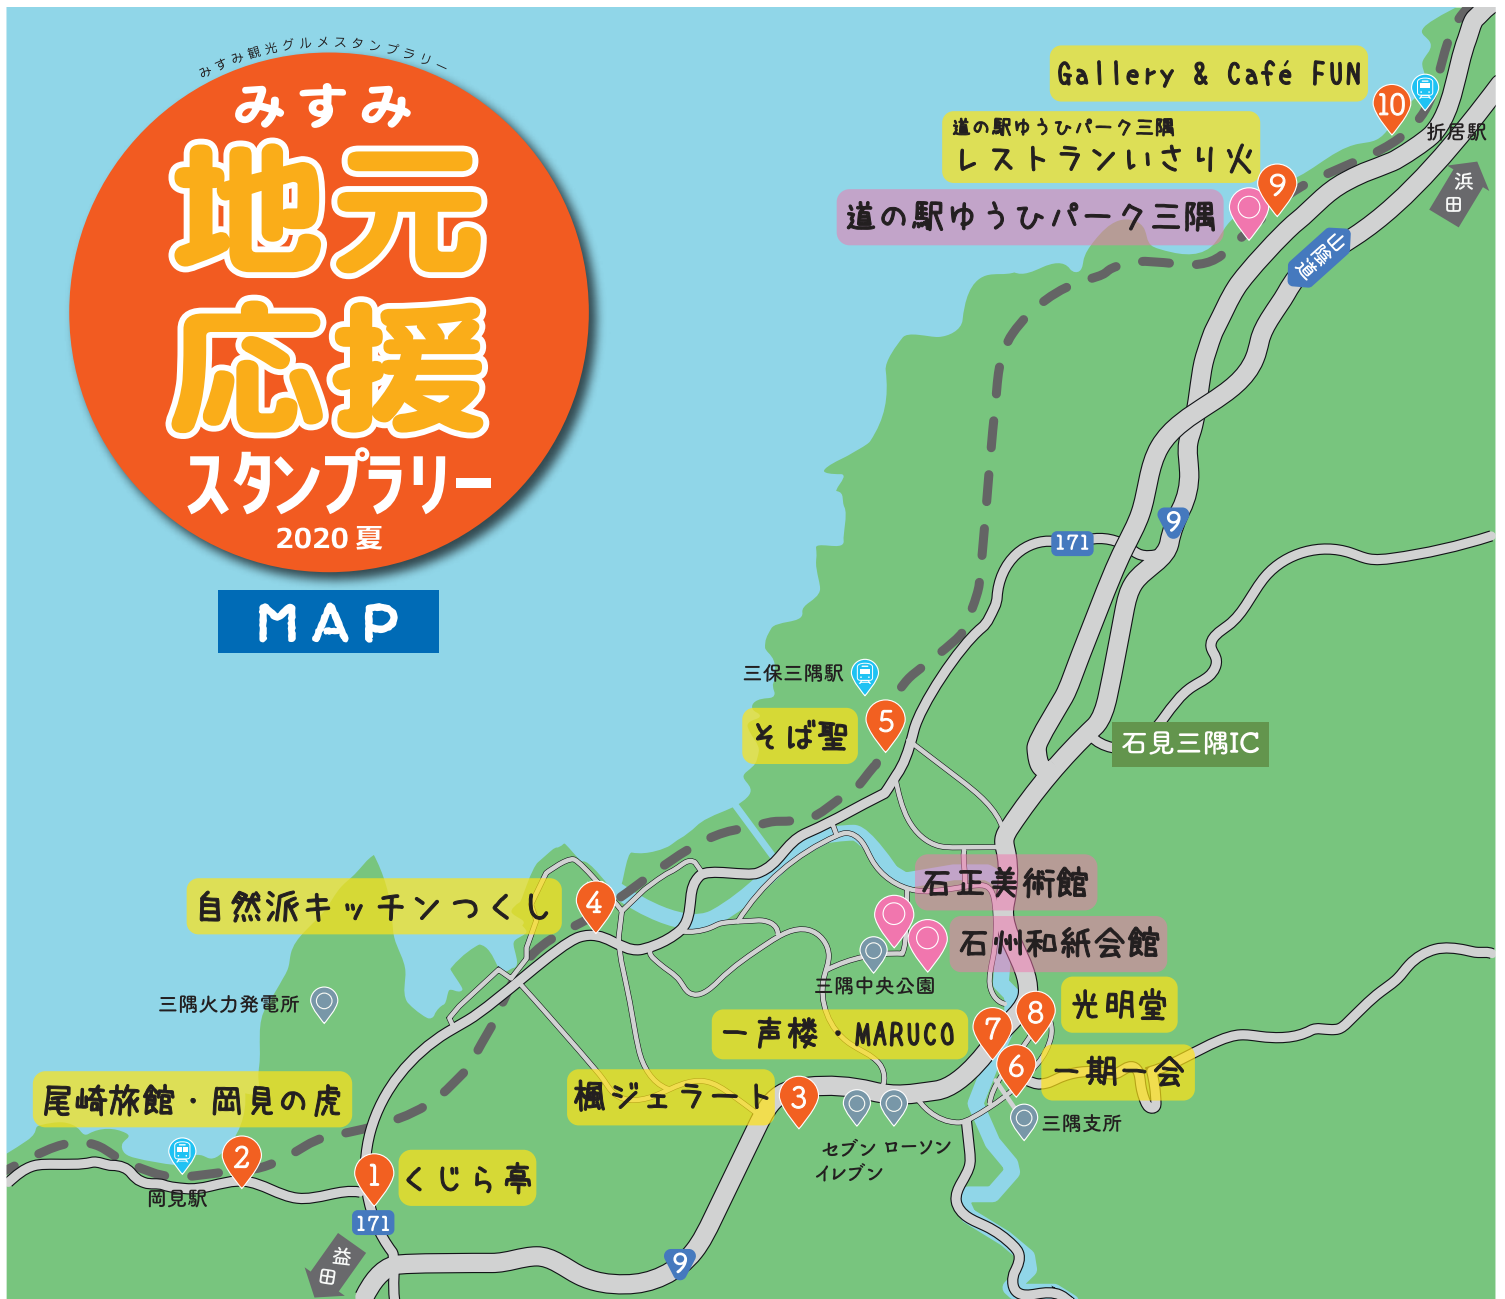 みすみ観光グルメスタンプラリー
みすみ
地元
応援
スタンプラリー
2020 夏
MAP
Gallery & Café FUN
10
折居駅
道の駅ゆうひパーク三隅
レストランいさり火
9
浜田
道の駅ゆうひパーク三隅
山陰道
9
171
三保三隅駅
そば聖
5
石見三隅IC
石正美術館
自然派キッチンつくし
4
石州和紙会館
三隅中央公園
三隅火力発電所
光明堂
8
一声楼・MARUCO
7
一期一会
6
尾崎旅館・岡見の虎
楓ジェラート
3
三隅支所
セブン
イレブン
ローソン
2
岡見駅
1
くじら亭
171
益田
9